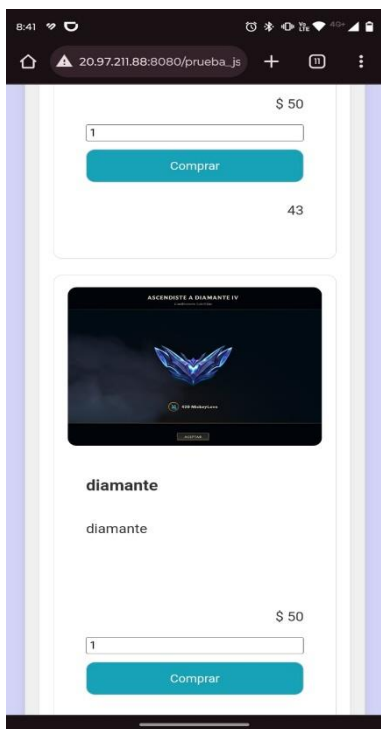 8:41
20.97.211.88:8080/prueba_js
11
$ 50
1
Comprar
43
ASCENDISTE A DIAMANTE IV
ACEPTAR
diamante
diamante
$ 50
1
Comprar